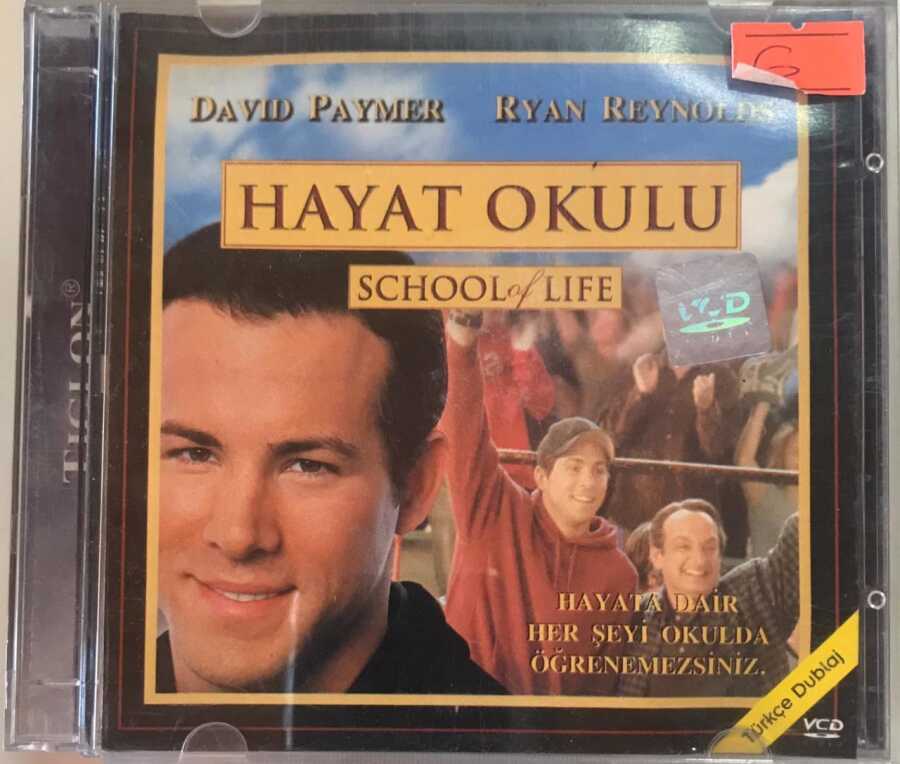 DAVID PAYMER RYAN REYNOLDS
G
HAYAT OKULU
SCHOOL of LIFE
VCD
TIGLON®
HAYATA DAİR
HER ŞEYİ OKULDA
ÖĞRENEMEZSİNİZ.
Türkçe Dublaj
VCD